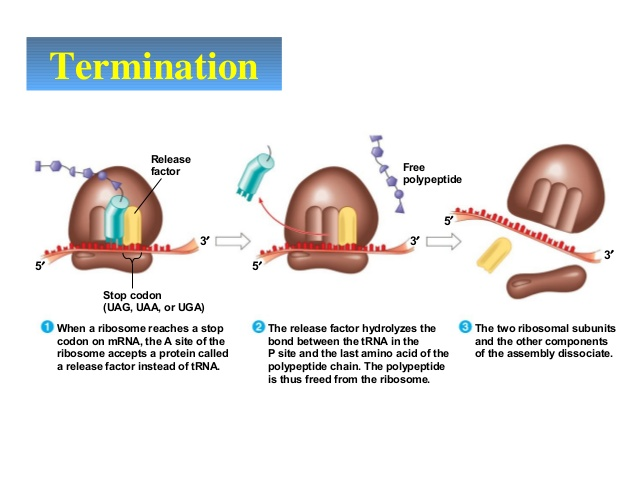 Termination
Release
factor
Free
polypeptide
5′
3′
5′
3′
5′
3′
Stop codon
(UAG, UAA, or UGA)
1 When a ribosome reaches a stop
codon on mRNA, the A site of the
ribosome accepts a protein called
a release factor instead of tRNA.
2 The release factor hydrolyzes the
bond between the tRNA in the
P site and the last amino acid of the
polypeptide chain. The polypeptide
is thus freed from the ribosome.
3 The two ribosomal subunits
and the other components
of the assembly dissociate.